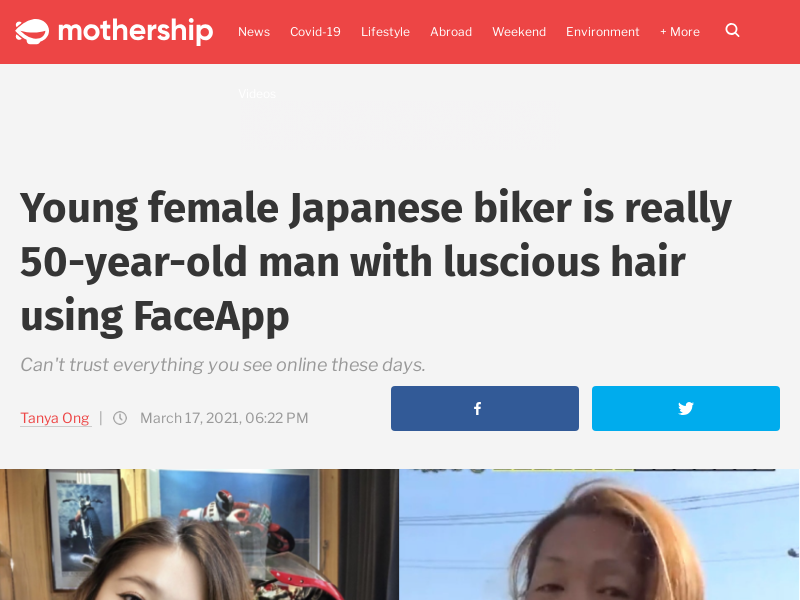 mothership
News Covid-19 Lifestyle Abroad Weekend Environment + More
Videos
Young female Japanese biker is really
50-year-old man with luscious hair
using FaceApp
Can't trust everything you see online these days.
Tanya Ong | March 17, 2021, 06:22 PM